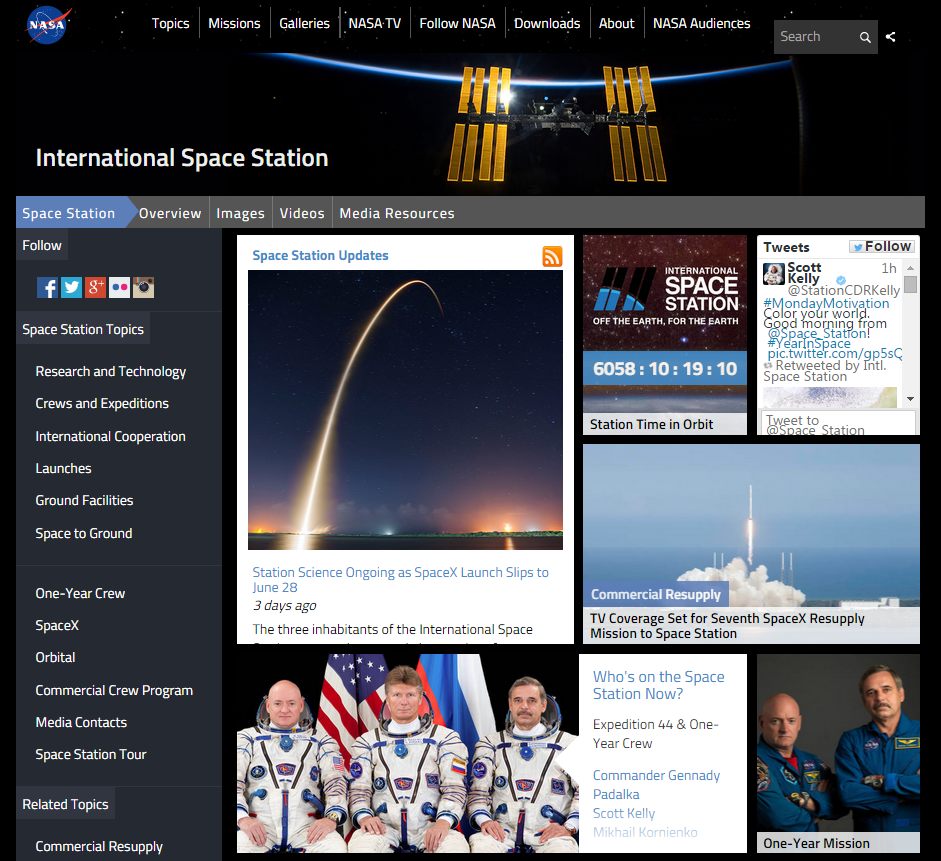 NASA
Topics
Missions
Galleries
NASA TV
Follow NASA
Downloads
About
NASA Audiences
Search
International Space Station
Space Station
Overview
Images
Videos
Media Resources
Follow
Space Station Topics
Research and Technology
Crews and Expeditions
International Cooperation
Launches
Ground Facilities
Space to Ground
One-Year Crew
SpaceX
Orbital
Commercial Crew Program
Media Contacts
Space Station Tour
Related Topics
Commercial Resupply
Space Station Updates
Station Science Ongoing as SpaceX Launch Slips to
June 28
3 days ago
The three inhabitants of the International Space
INTERNATIONAL
SPACE
STATION
OFF THE EARTH, FOR THE EARTH
6058 : 10 : 19 : 10
Station Time in Orbit
Tweets
Follow
Scott
Kelly
1h
@StationCDRKelly
#MondayMotivation
Color your world.
Good morning from
@Space_Station!
#YearInSpace
pic.twitter.com/gp5sQ
Retweeted by Intl.
Space Station
Tweet to
@Space_Station
Commercial Resupply
TV Coverage Set for Seventh SpaceX Resupply
Mission to Space Station
Who's on the Space
Station Now?
Expedition 44 & One-
Year Crew
Commander Gennady
Padalka
Scott Kelly
Mikhail Kornienko
One-Year Mission